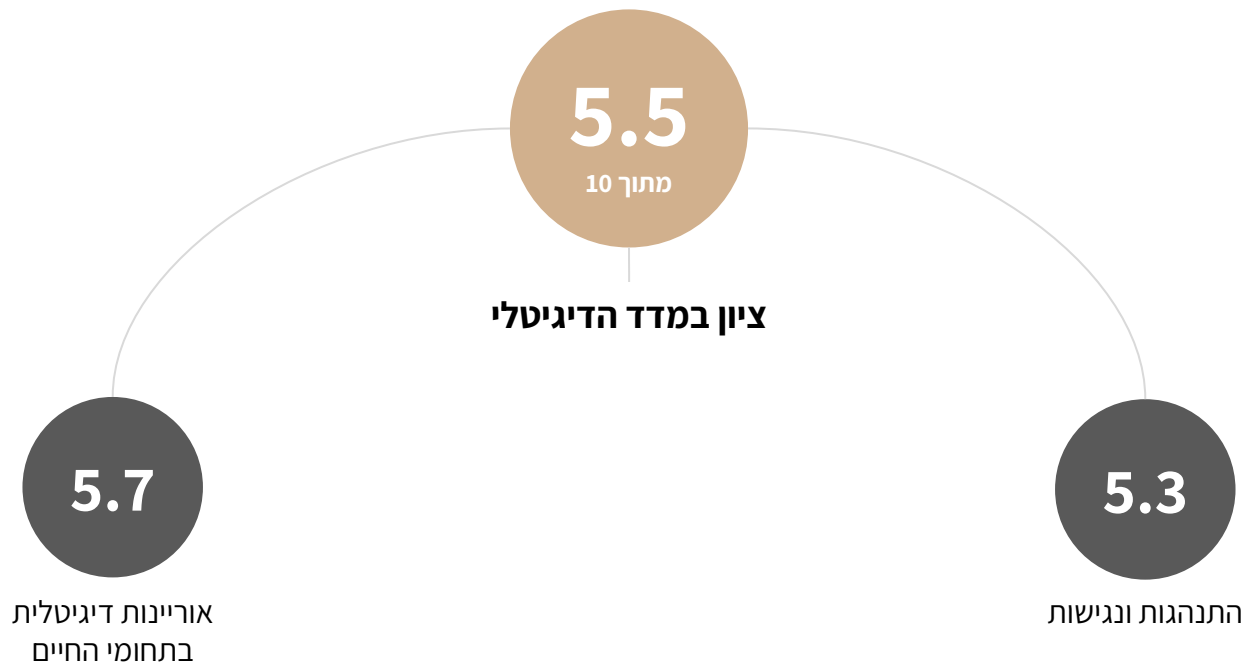 5.5
מתוך 10
ציון במדד הדיגיטלי
5.3
התנהגות ונגישות
5.7
אוריינות דיגיטלית
בתחומי החיים